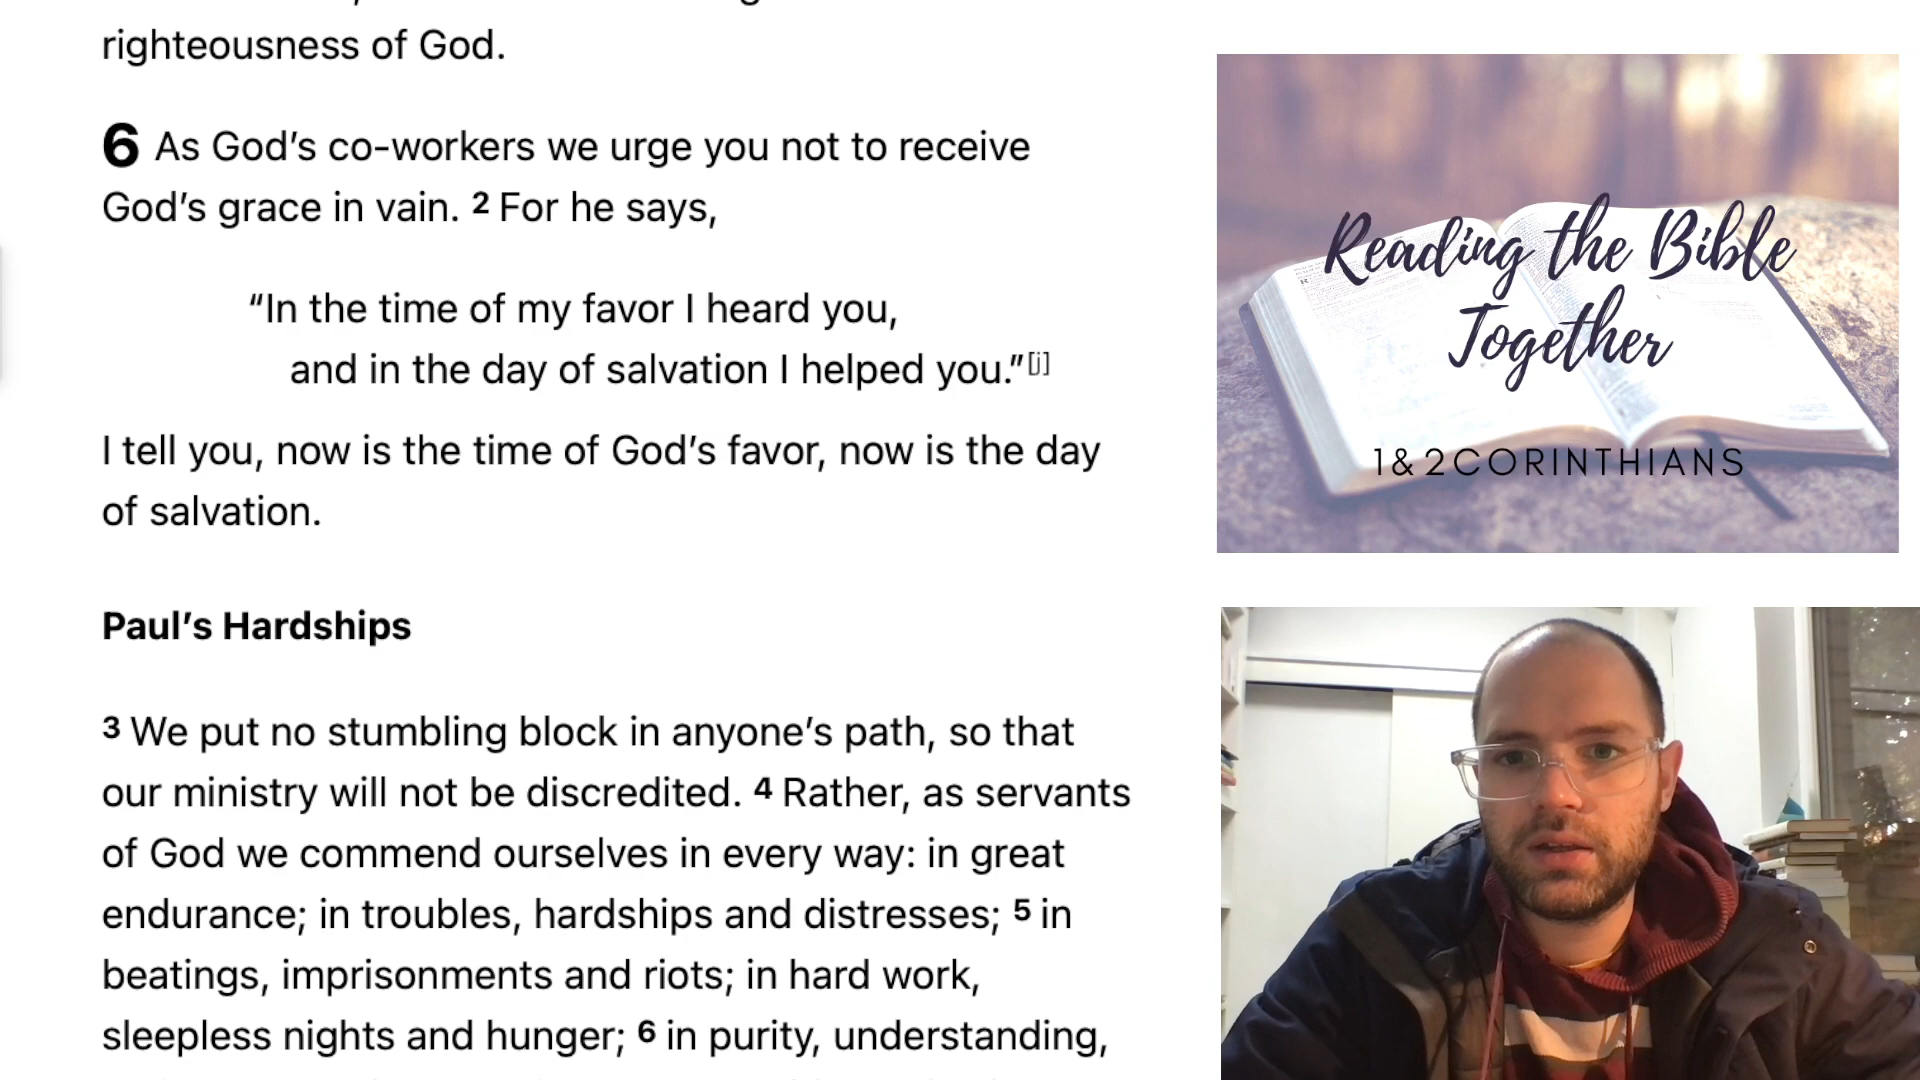 righteousness of God.
6 As God’s co-workers we urge you not to receive
God’s grace in vain. 2 For he says,
“In the time of my favor I heard you,
and in the day of salvation I helped you.”[j]
I tell you, now is the time of God’s favor, now is the day
of salvation.
Paul’s Hardships
3 We put no stumbling block in anyone’s path, so that
our ministry will not be discredited. 4 Rather, as servants
of God we commend ourselves in every way: in great
endurance; in troubles, hardships and distresses; 5 in
beatings, imprisonments and riots; in hard work,
sleepless nights and hunger; 6 in purity, understanding,
Reading the Bible
Together
1 & 2 CORINTHIANS